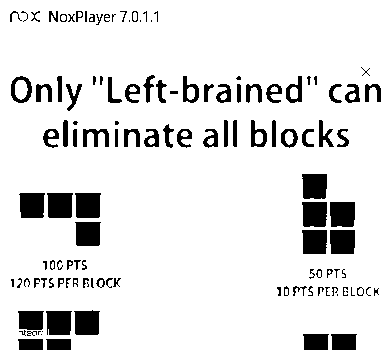 nox NoxPlayer 7.0.1.1
Only "Left-brained" can
eliminate all blocks
100 PTS
120 PTS PER BLOCK
50 PTS
10 PTS PER BLOCK